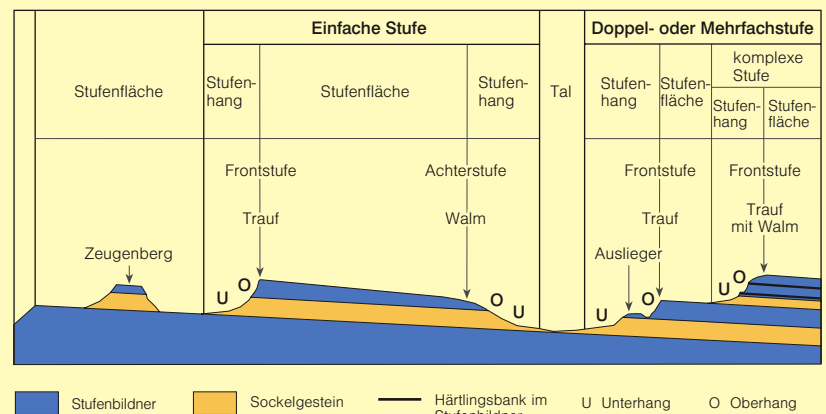 Einfache Stufe
Doppel- oder Mehrfachstufe
Stufenfläche
Stufen-
hang
Stufenfläche
Stufen-
hang
Tal
Stufen-
hang
Stufen-
fläche
komplexe
Stufe
Stufen-
hang
Stufen-
fläche
Frontstufe
Achterstufe
Frontstufe
Frontstufe
Trauf
Walm
Trauf
Trauf
mit Walm
Zeugenberg
Auslieger
U
O
O
U
U
O
U
O
Stufenbildner
Sockelgestein
Härtlingsbank im
Stufenbildner
U Unterhang
O Oberhang